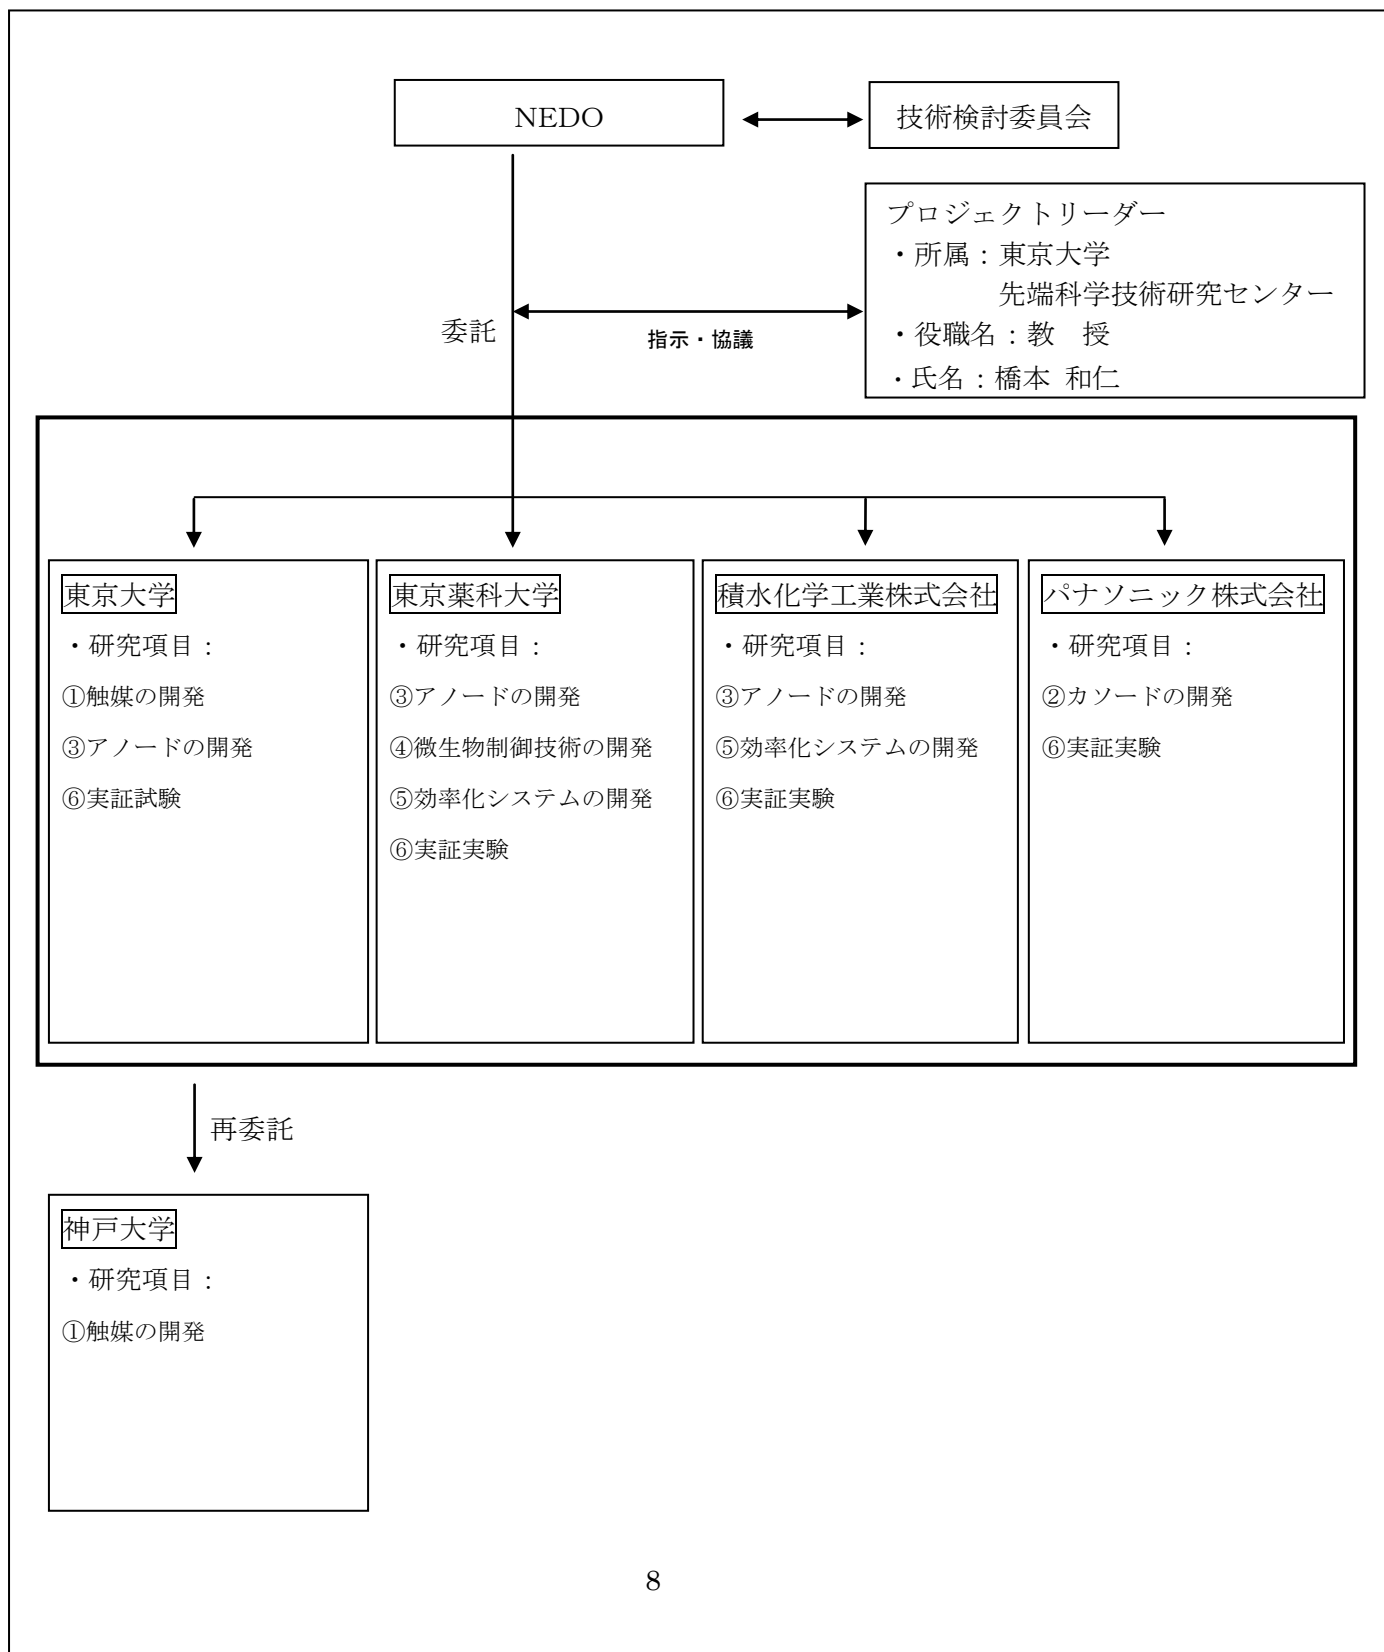 NEDO
技術検討委員会
プロジェクトリーダー
・所属：東京大学
先端科学技術研究センター
・役職名：教　授
・氏名：橋本 和仁
委託
指示・協議
東京大学
・研究項目：
①触媒の開発
③アノードの開発
⑥実証試験
東京薬科大学
・研究項目：
③アノードの開発
④微生物制御技術の開発
⑤効率化システムの開発
⑥実証実験
積水化学工業株式会社
・研究項目：
③アノードの開発
⑤効率化システムの開発
⑥実証実験
パナソニック株式会社
・研究項目：
②カソードの開発
⑥実証実験
再委託
神戸大学
・研究項目：
①触媒の開発
8